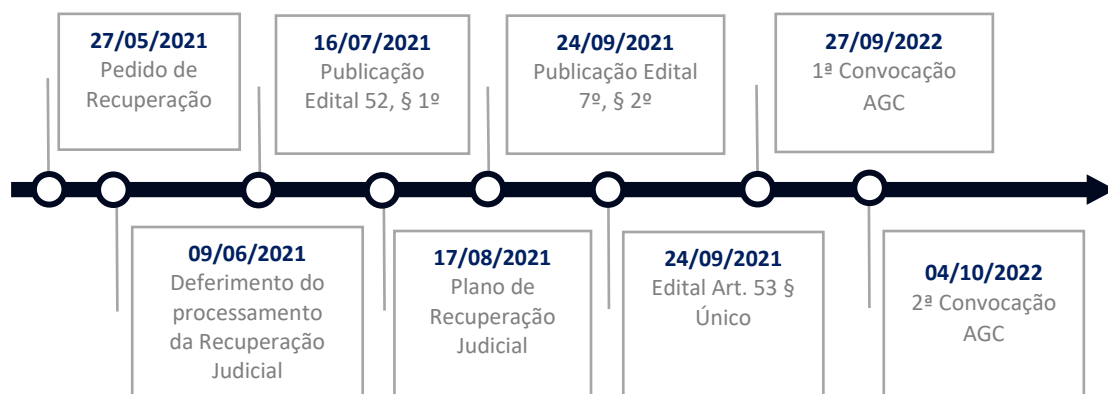 27/05/2021
Pedido de
Recuperação
16/07/2021
Publicação
Edital 52, § 1º
24/09/2021
Publicação Edital
7º, § 2º
27/09/2022
1ª Convocação
AGC
09/06/2021
Deferimento do
processamento
da Recuperação
Judicial
17/08/2021
Plano de
Recuperação
Judicial
24/09/2021
Edital Art. 53 §
Único
04/10/2022
2ª Convocação
AGC